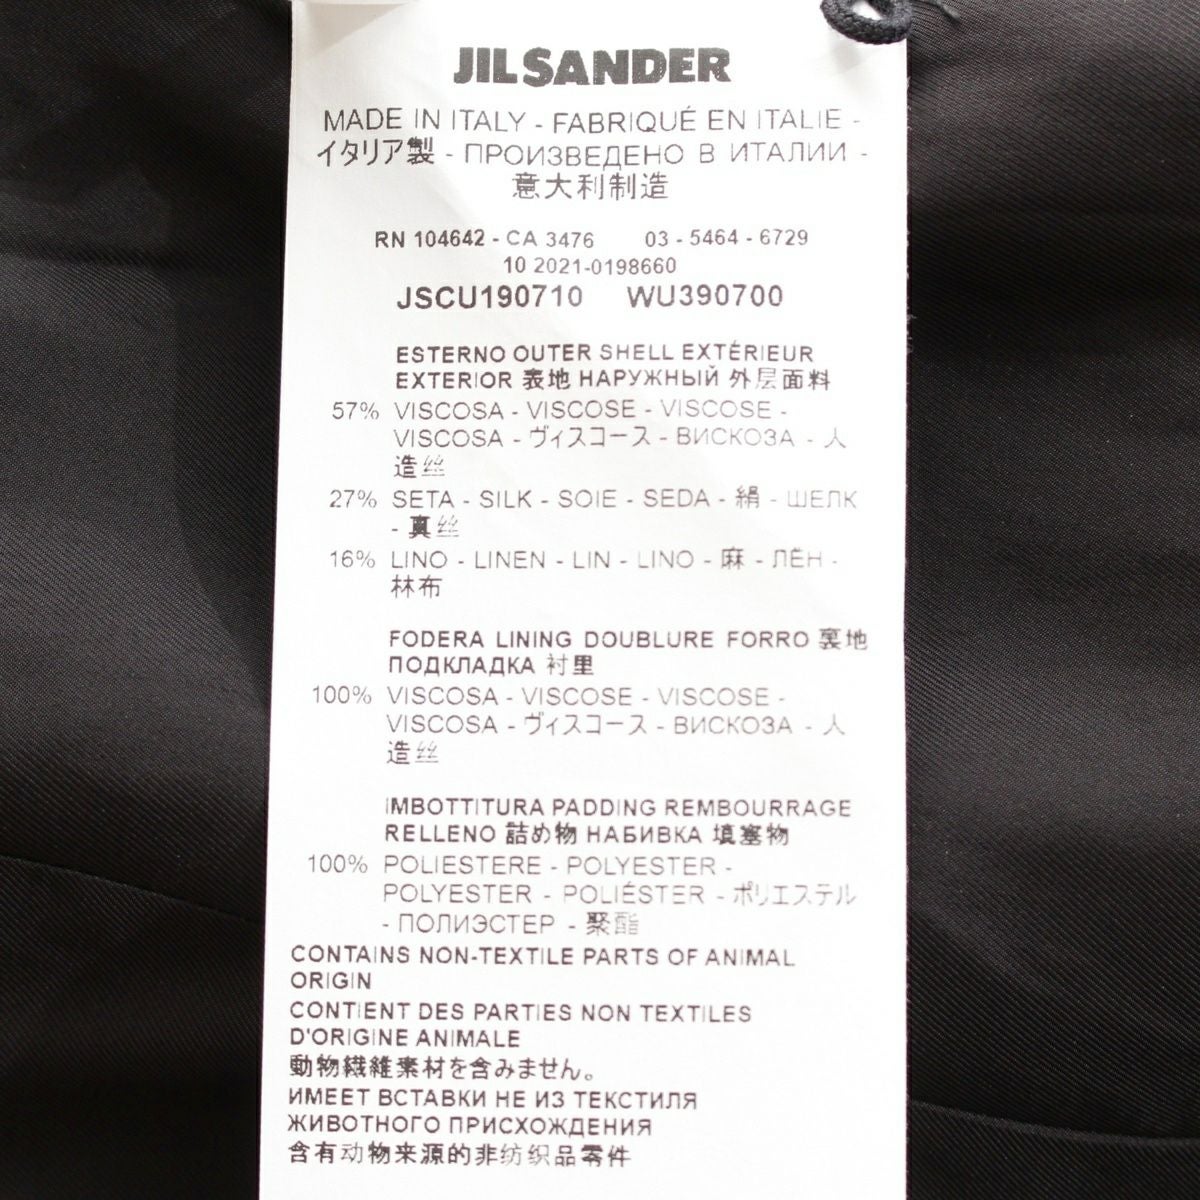 JIL SANDER
MADE IN ITALY - FABRIQUÉ EN ITALIE -
イタリア製 - ПРОИЗВЕДЕНО В ИТАЛИИ -
意大利制造
RN 104642 - CA 3476 03 - 5464 - 6729
10 2021-0198660
JSCU190710 WU390700
ESTERNO OUTER SHELL EXTÉRIEUR
EXTERIOR 表地 НАРУЖНЫЙ 外层面料
57% VISCOSA - VISCOSE - VISCOSE -
VISCOSA - ヴィスコース - ВИСКОЗА - 人
造丝
27% SETA - SILK - SOIE - SEDA - 絹 - ШЕЛК
- 真丝
16% LINO - LINEN - LIN - LINO - 麻 - ЛЁН -
林布
FODERA LINING DOUBLURE FORRO 裏地
ПОДКЛАДКА 衬里
100% VISCOSA - VISCOSE - VISCOSE -
VISCOSA - ヴィスコース - ВИСКОЗА - 人
造丝
IMBOTTITURA PADDING REMBOURRAGE
RELLENO 詰め物 НАБИВКА 填塞物
100% POLIESTERE - POLYESTER -
POLYESTER - POLIÉSTER - ポリエステル
- ПОЛИЭСТЕР - 聚酯
CONTAINS NON-TEXTILE PARTS OF ANIMAL
ORIGIN
CONTIENT DES PARTIES NON TEXTILES
D'ORIGINE ANIMALE
動物繊維素材を含みません。
ИМЕЕТ ВСТАВКИ НЕ ИЗ ТЕКСТИЛЯ
ЖИВОТНОГО ПРИСХОЖДЕНИЯ
含有动物来源的非纺织品零件